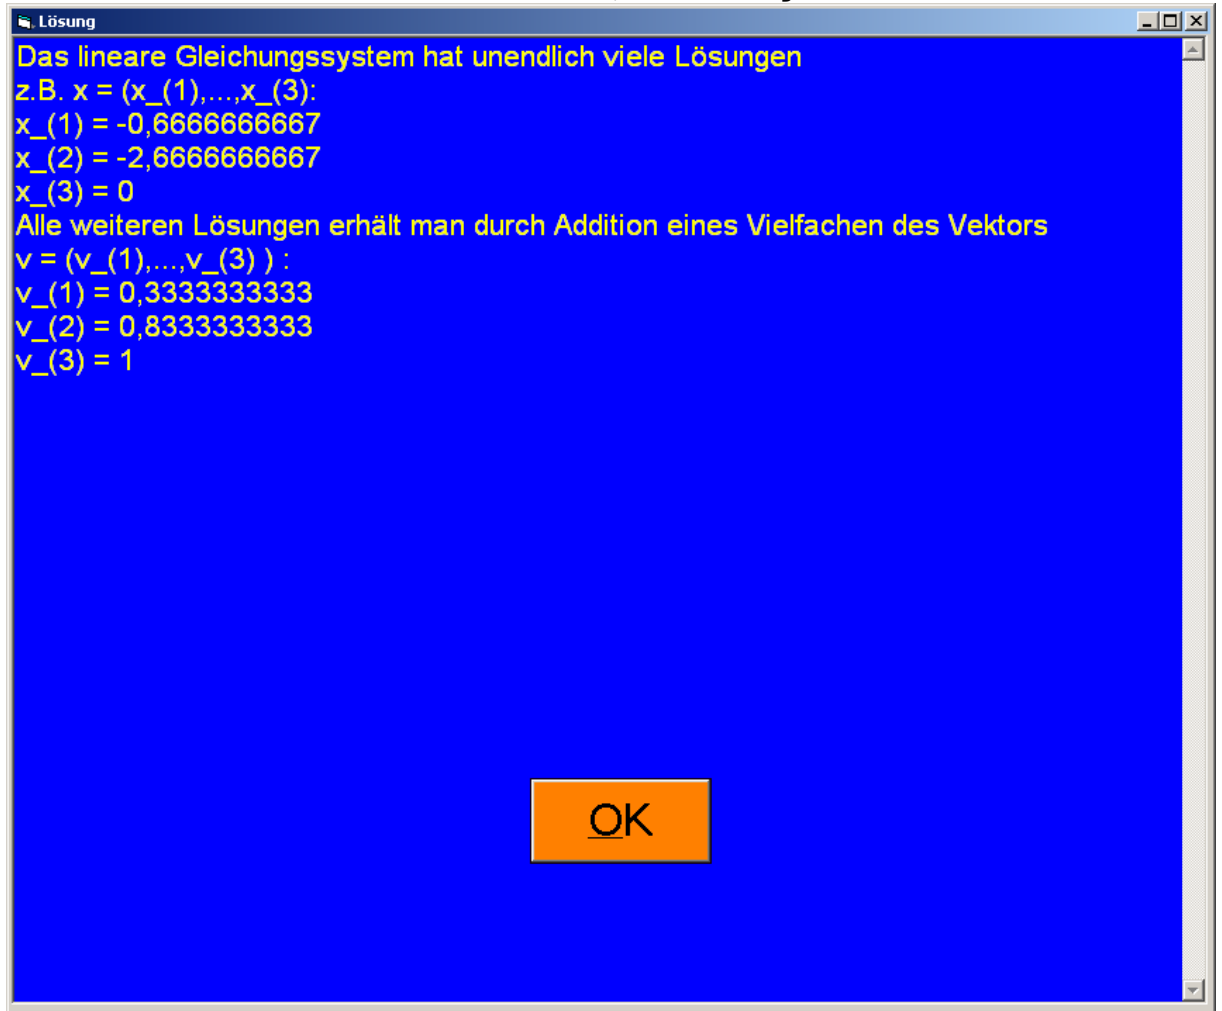 Lösung
Das lineare Gleichungssystem hat unendlich viele Lösungen
z.B. x = (x_(1),...,x_(3):
x_(1) = -0,6666666667
x_(2) = -2,6666666667
x_(3) = 0
Alle weiteren Lösungen erhält man durch Addition eines Vielfachen des Vektors
v = (v_(1),...,v_(3) ) :
v_(1) = 0,3333333333
v_(2) = 0,8333333333
v_(3) = 1
OK